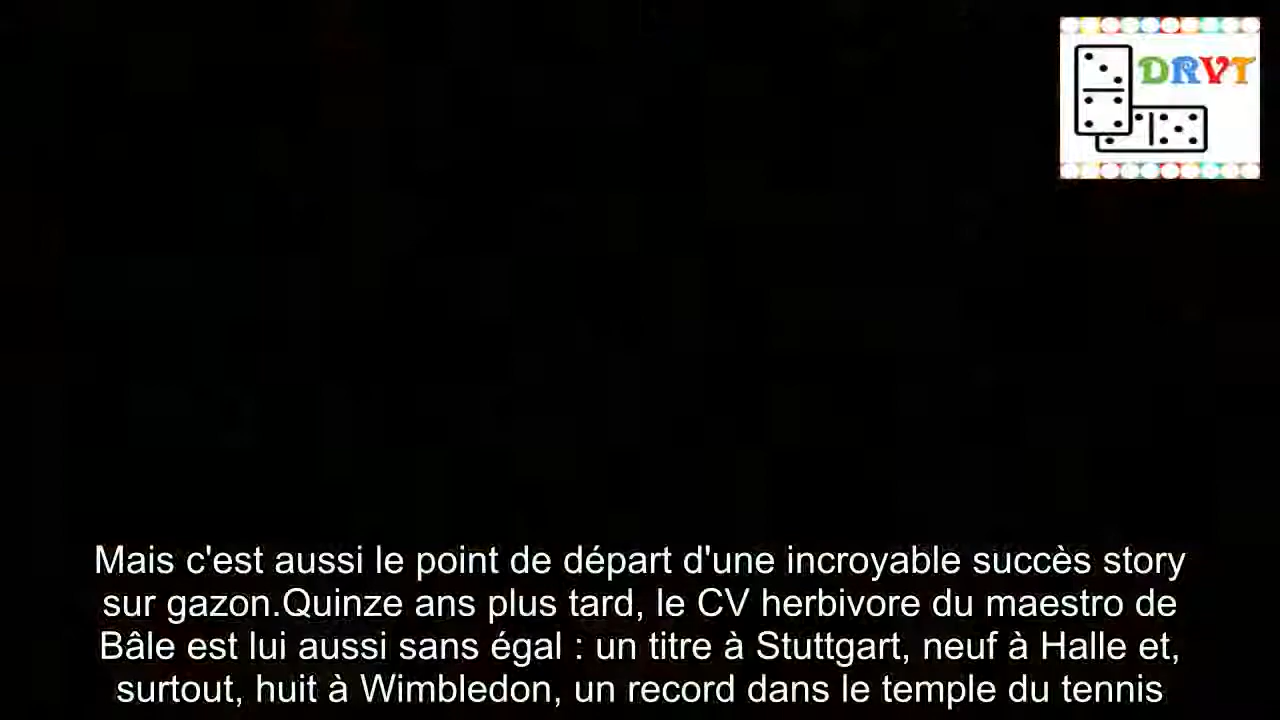 DRVT
Mais c'est aussi le point de départ d'une incroyable succès story
sur gazon.Quinze ans plus tard, le CV herbivore du maestro de
Bâle est lui aussi sans égal : un titre à Stuttgart, neuf à Halle et,
surtout, huit à Wimbledon, un record dans le temple du tennis